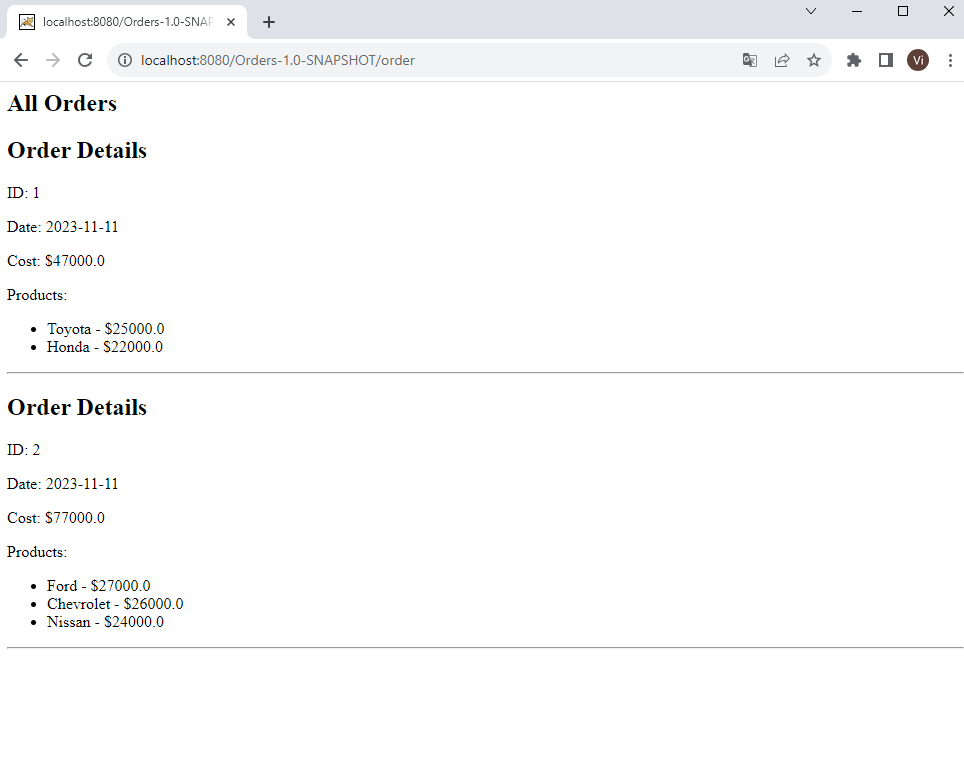 localhost:8080/Orders-1.0-SNAP
localhost:8080/Orders-1.0-SNAPSHOT/order
Vi
All Orders
Order Details
ID: 1
Date: 2023-11-11
Cost: $47000.0
Products:
Toyota - $25000.0
Honda - $22000.0
Order Details
ID: 2
Date: 2023-11-11
Cost: $77000.0
Products:
Ford - $27000.0
Chevrolet - $26000.0
Nissan - $24000.0